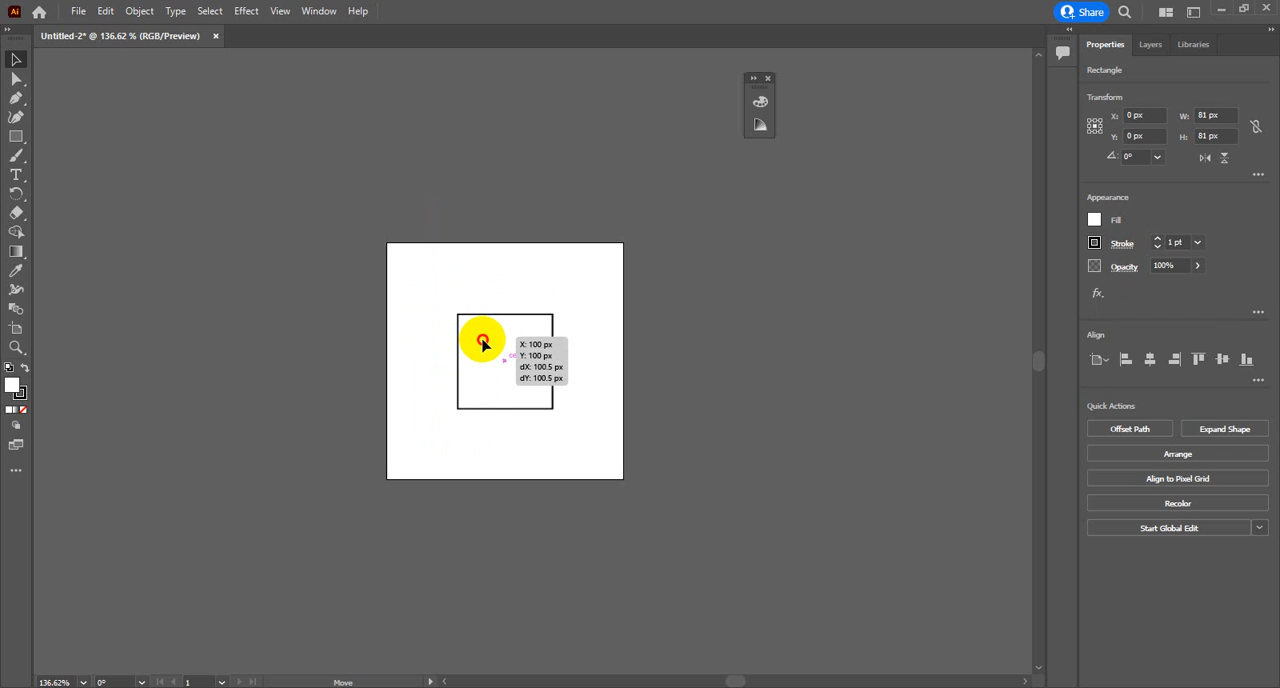 Ai File Edit Object Type Select Effect View Window Help Share
Untitled-2* @ 136.62 % (RGB/Preview) ×
Properties Layers Libraries
Rectangle
Transform
X: 0 px W: 81 px
Y: 0 px H: 81 px
0°
Appearance
Fill
Stroke 1 pt
Opacity 100%
fx.
Align
Quick Actions
Offset Path Expand Shape
Arrange
Align to Pixel Grid
Recolor
Start Global Edit
X: 100 px
Y: 100 px
dX: 100.5 px
dY: 100.5 px
136.62% 0° 1 Move